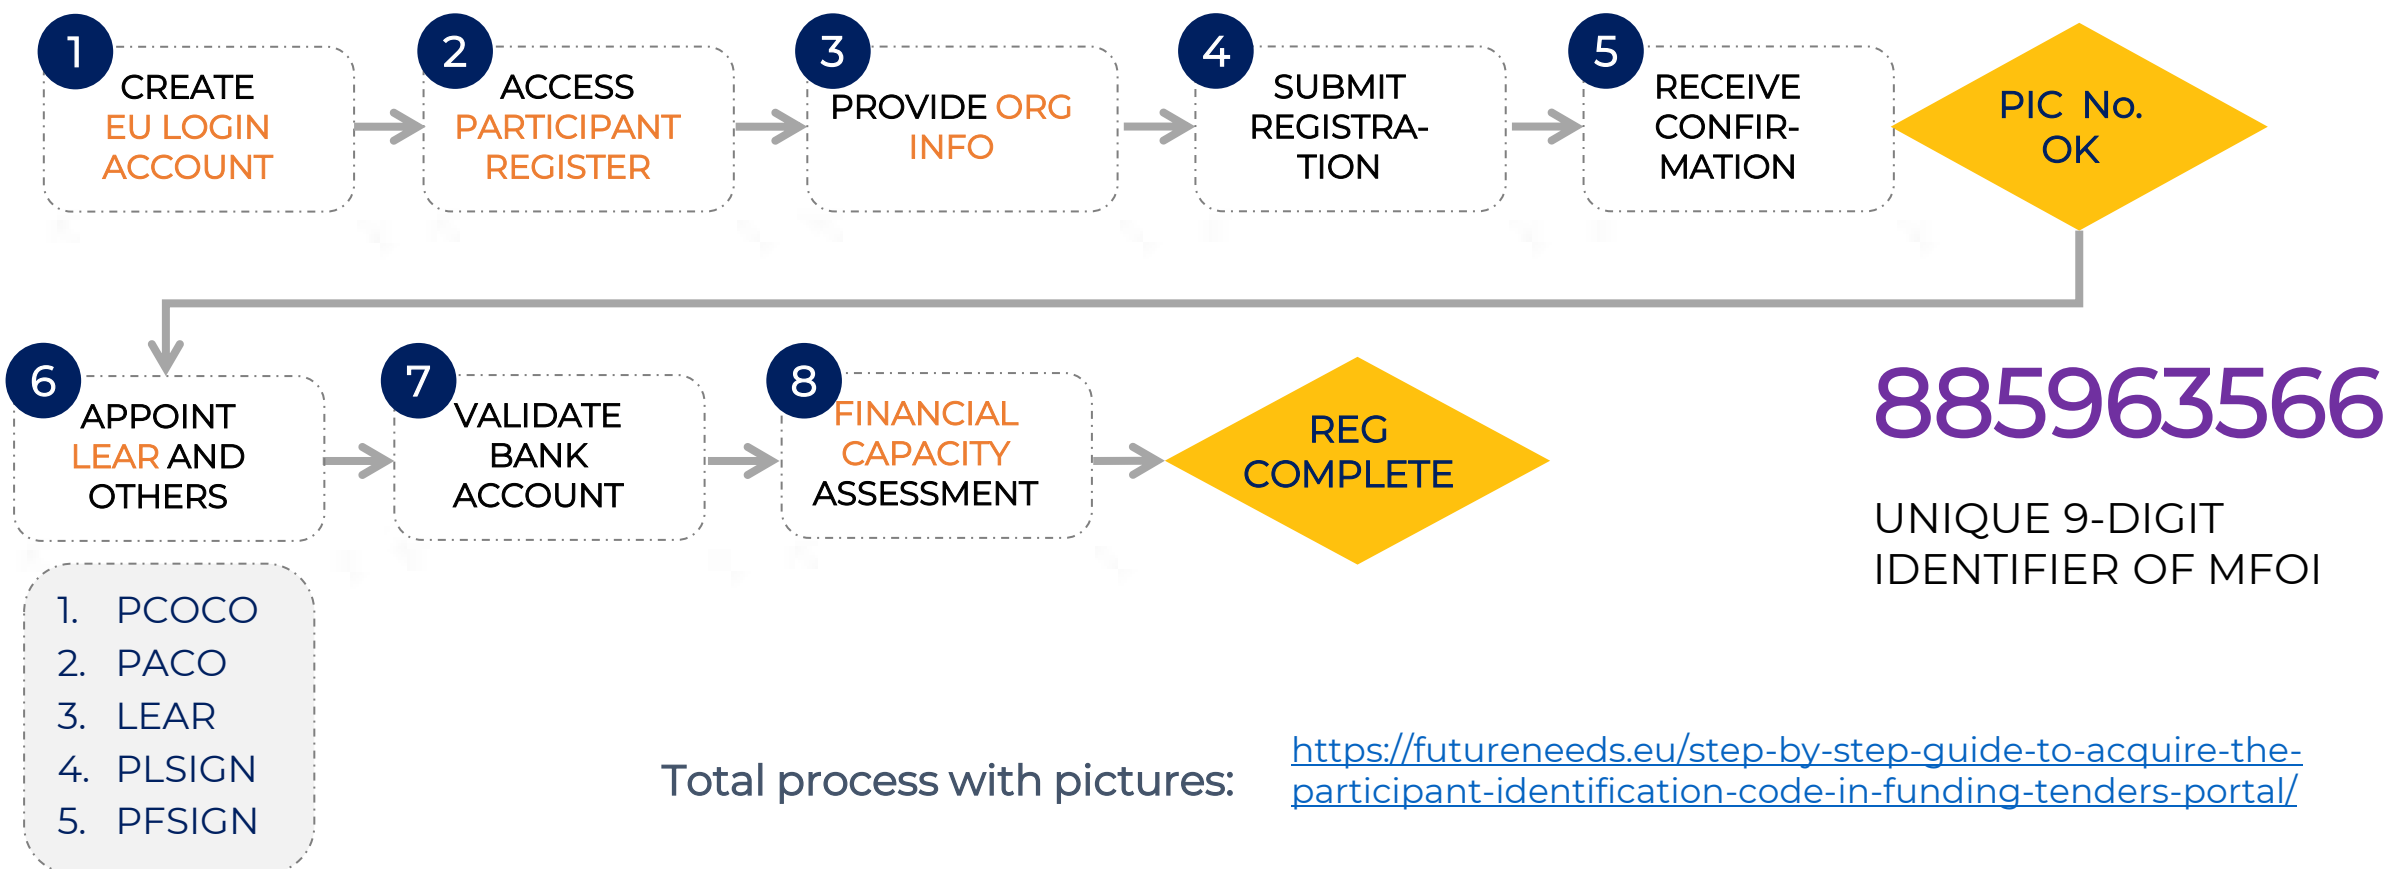 1
CREATE
EU LOGIN
ACCOUNT
2
ACCESS
PARTICIPANT
REGISTER
3
PROVIDE ORG
INFO
4
SUBMIT
REGISTRA-
TION
5
RECEIVE
CONFIR-
MATION
PIC No.
OK
6
APPOINT
LEAR AND
OTHERS
7
VALIDATE
BANK
ACCOUNT
8
FINANCIAL
CAPACITY
ASSESSMENT
REG
COMPLETE
885963566
UNIQUE 9-DIGIT
IDENTIFIER OF MFOI
1. PCOCO
2. PACO
3. LEAR
4. PLSIGN
5. PFSIGN
Total process with pictures:
https://futureneeds.eu/step-by-step-guide-to-acquire-the-
participant-identification-code-in-funding-tenders-portal/